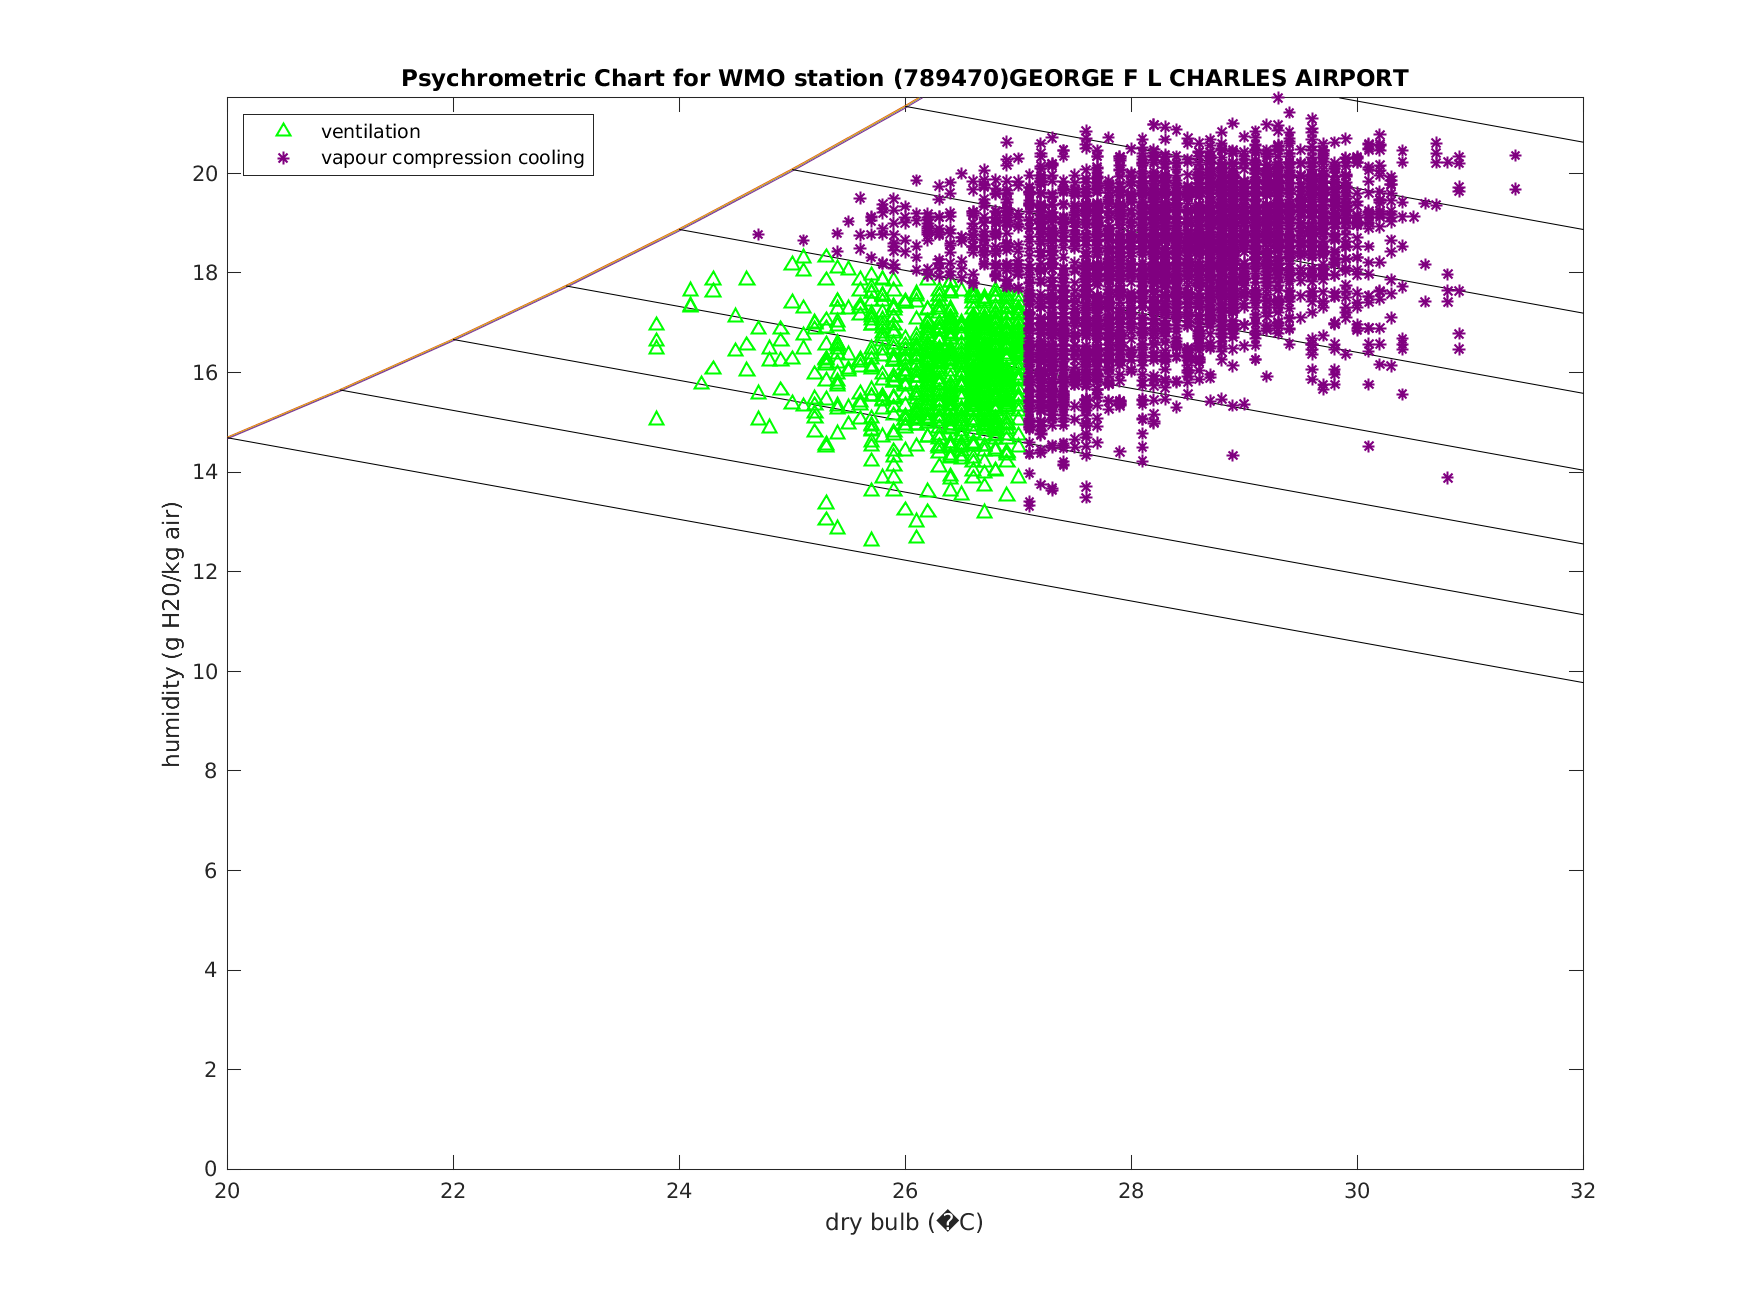 Psychrometric Chart for WMO station (789470)GEORGE F L CHARLES AIRPORT
ventilation
vapour compression cooling
humidity (g H20/kg air)
20
18
16
14
12
10
8
6
4
2
0
20 22 24 26 28 30 32
dry bulb (�C)